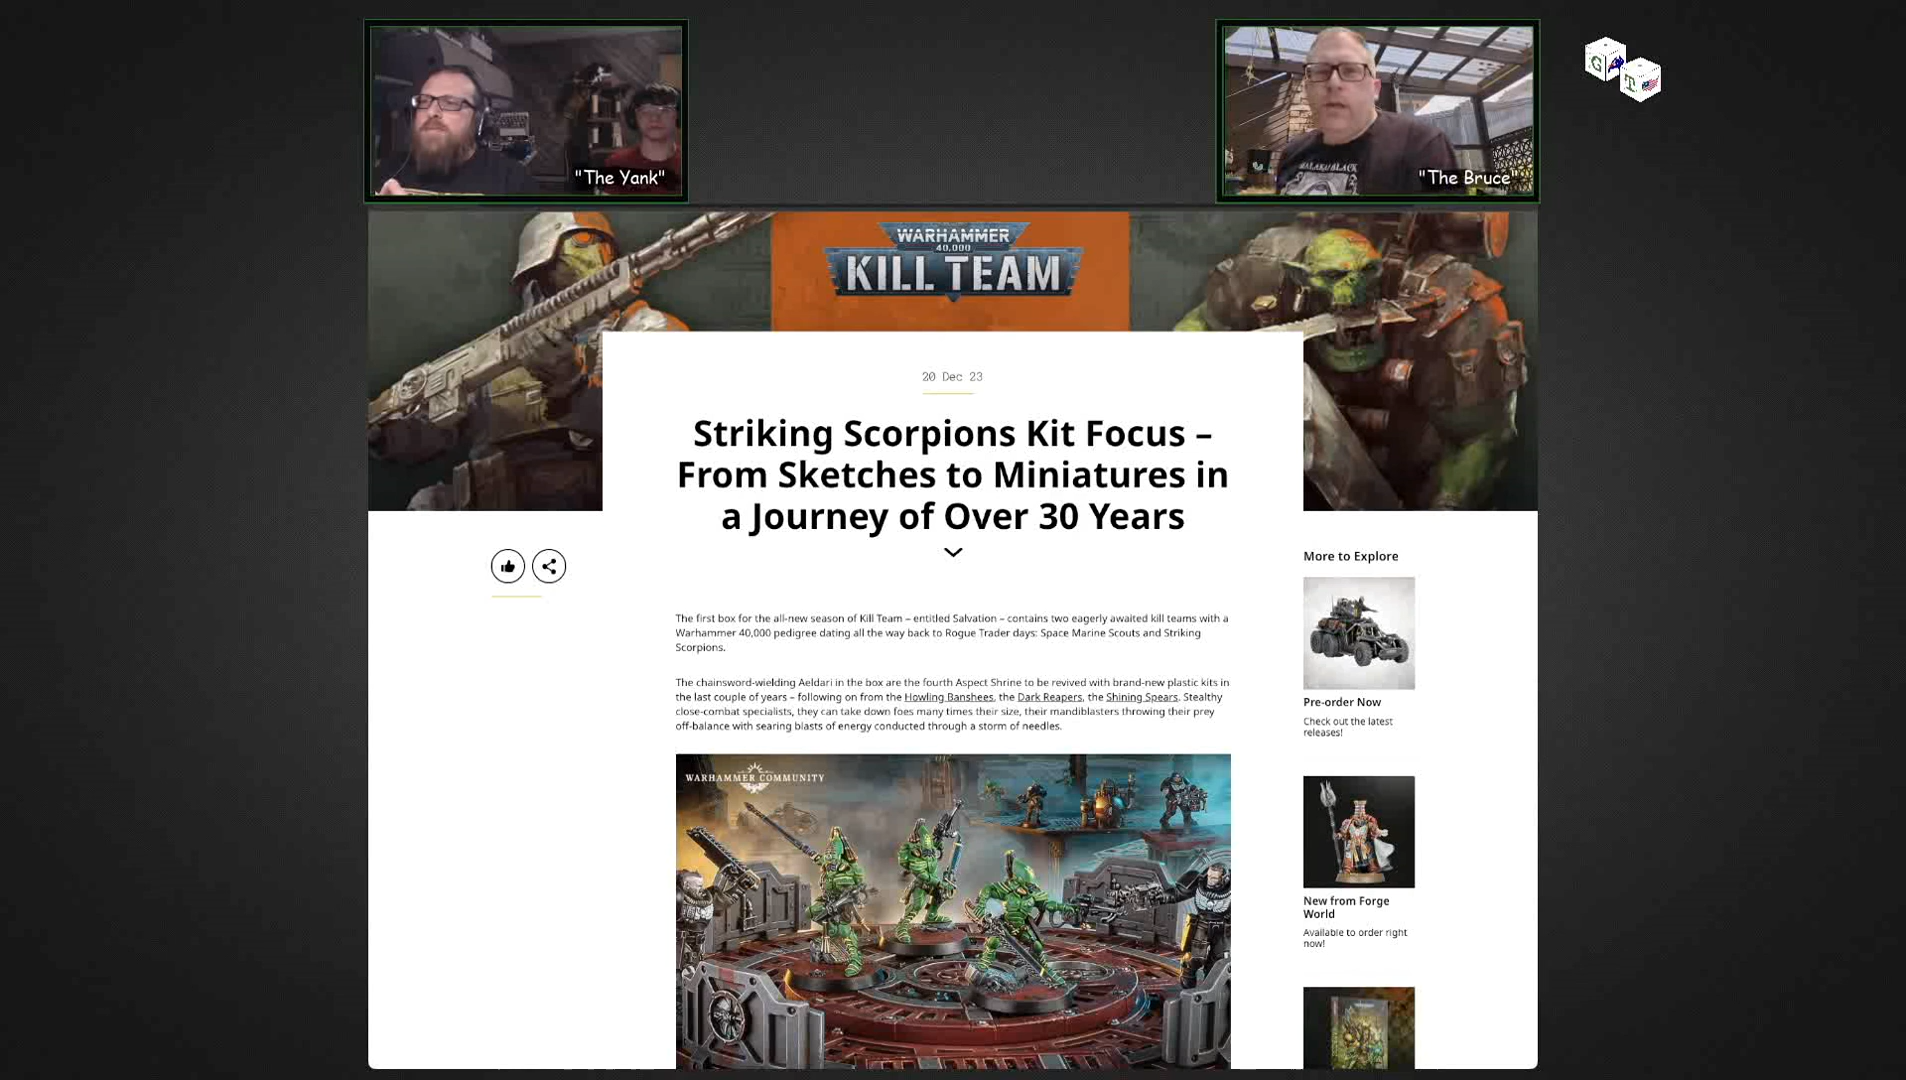 "The Yank"
"The Bruce"
G
T
WARHAMMER
40,000
KILL TEAM
20 Dec 23
Striking Scorpions Kit Focus –
From Sketches to Miniatures in
a Journey of Over 30 Years
The first box for the all-new season of Kill Team – entitled Salvation – contains two eagerly awaited kill teams with a
Warhammer 40,000 pedigree dating all the way back to Rogue Trader days: Space Marine Scouts and Striking
Scorpions.
The chainsword-wielding Aeldari in the box are the fourth Aspect Shrine to be revived with brand-new plastic kits in
the last couple of years – following on from the Howling Banshees, the Dark Reapers, the Shining Spears. Stealthy
close-combat specialists, they can take down foes many times their size, their mandiblasters throwing their prey
off-balance with searing blasts of energy conducted through a storm of needles.
WARHAMMER COMMUNITY
More to Explore
Pre-order Now
Check out the latest
releases!
New from Forge
World
Available to order right
now!